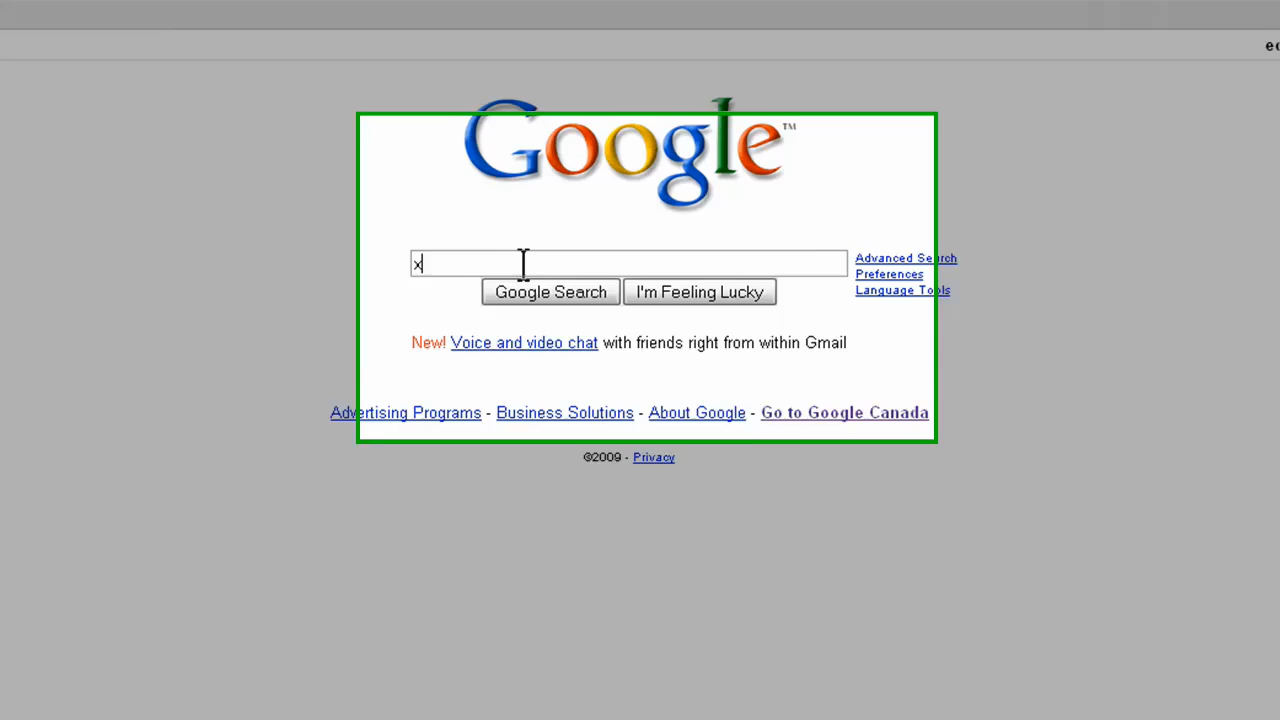 Google™
x
Advanced Search
Preferences
Language Tools
Google Search I'm Feeling Lucky
New! Voice and video chat with friends right from within Gmail
Advertising Programs - Business Solutions - About Google - Go to Google Canada
©2009 - Privacy